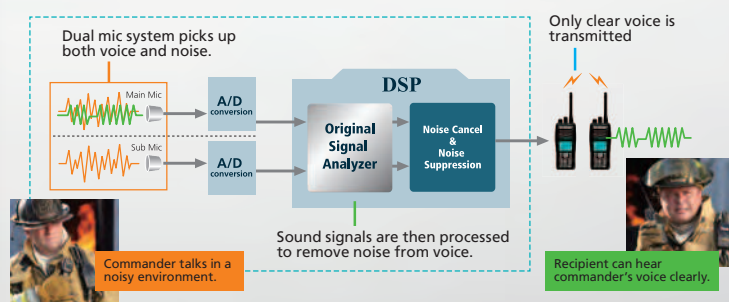 Dual mic system picks up
both voice and noise.
Only clear voice is
transmitted
Main Mic
A/D
conversion
DSP
Original
Signal
Analyzer
Noise Cancel
&
Noise
Suppression
Sub Mic
A/D
conversion
Sound signals are then processed
to remove noise from voice.
Commander talks in a
noisy environment.
Recipient can hear
commander's voice clearly.